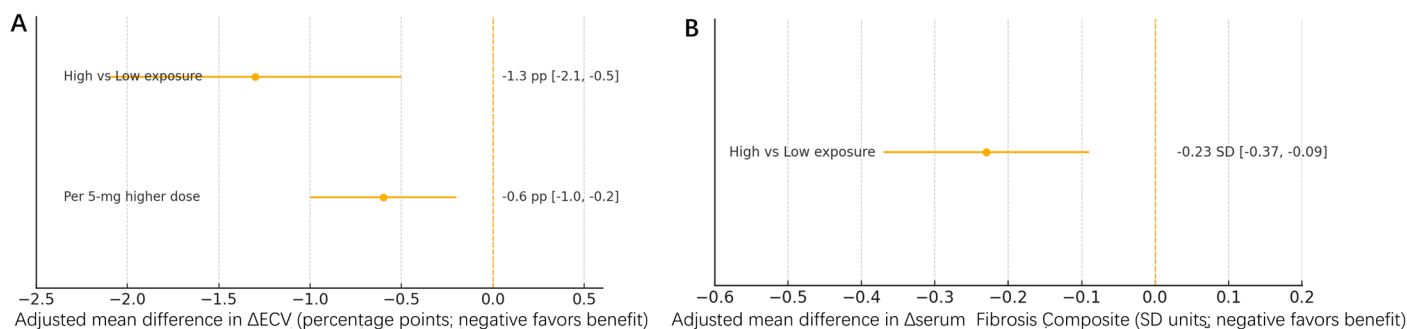 A
High vs Low exposure
-1.3 pp [-2.1, -0.5]
Per 5-mg higher dose
-0.6 pp [-1.0, -0.2]
−2.5 −2.0 −1.5 −1.0 −0.5 0.0 0.5
Adjusted mean difference in ΔECV (percentage points; negative favors benefit)
B
High vs Low exposure
-0.23 SD [-0.37, -0.09]
−0.6 −0.5 −0.4 −0.3 −0.2 −0.1 0.0 0.1 0.2
Adjusted mean difference in Δserum Fibrosis Composite (SD units; negative favors benefit)